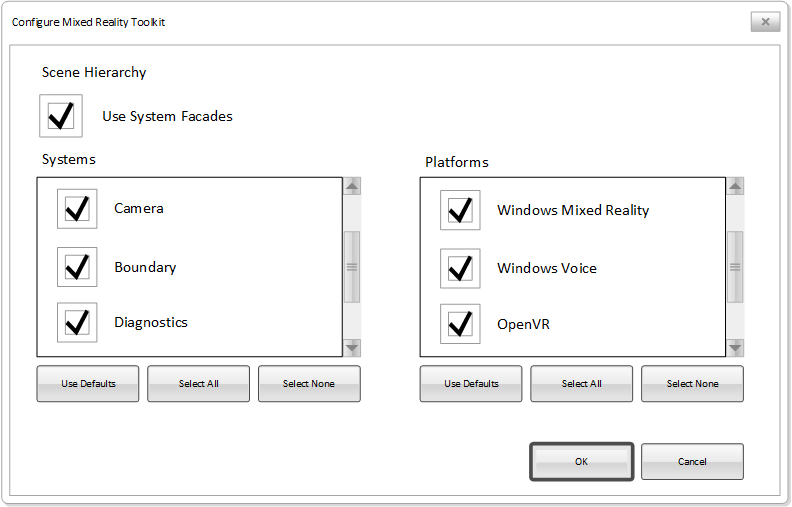 Configure Mixed Reality Toolkit
Scene Hierarchy
Use System Facades
Systems
Camera
Boundary
Diagnostics
Use Defaults
Select All
Select None
Platforms
Windows Mixed Reality
Windows Voice
OpenVR
Use Defaults
Select All
Select None
OK
Cancel